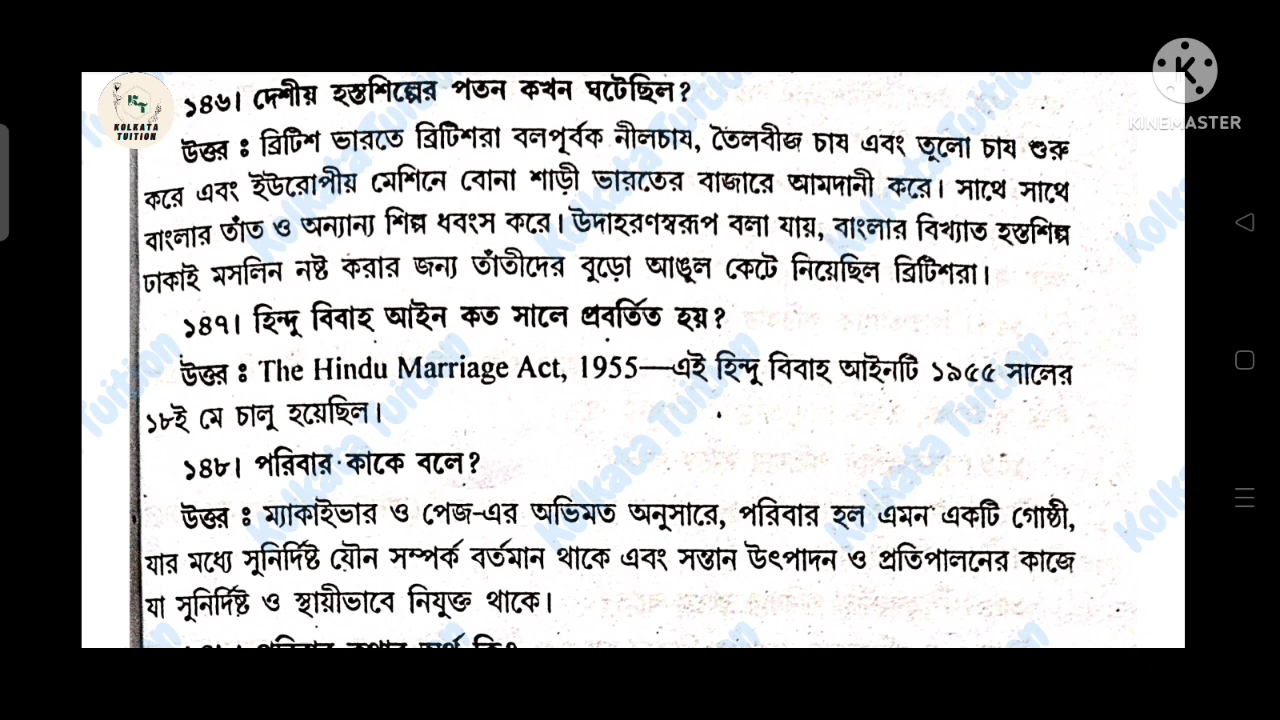 KOLKATA
TUITION
KINEMASTER
১৪৬। দেশীয় হস্তশিল্পের পতন কখন ঘটেছিল?
উত্তর : ব্রিটিশ ভারতে ব্রিটিশরা বলপূর্বক নীলচাষ, তৈলবীজ চাষ এবং তুলো চাষ শুরু
করে এবং ইউরোপীয় মেশিনে বোনা শাড়ী ভারতের বাজারে আমদানী করে। সাথে সাথে
বাংলার তাঁত ও অন্যান্য শিল্প ধবংস করে। উদাহরণস্বরূপ বলা যায়, বাংলার বিখ্যাত হস্তশিল্প
ঢাকাই মসলিন নষ্ট করার জন্য তাঁতীদের বুড়ো আঙুল কেটে নিয়েছিল ব্রিটিশরা।
১৪৭। হিন্দু বিবাহ আইন কত সালে প্রবর্তিত হয়?
উত্তর : The Hindu Marriage Act, 1955—এই হিন্দু বিবাহ আইনটি ১৯৫৫ সালের
১৮ই মে চালু হয়েছিল।
১৪৮। পরিবার কাকে বলে?
উত্তর : ম্যাকাইভার ও পেজ-এর অভিমত অনুসারে, পরিবার হল এমন একটি গোষ্ঠী,
যার মধ্যে সুনির্দিষ্ট যৌন সম্পর্ক বর্তমান থাকে এবং সন্তান উৎপাদন ও প্রতিপালনের কাজে
যা সুনির্দিষ্ট ও স্থায়ীভাবে নিযুক্ত থাকে।